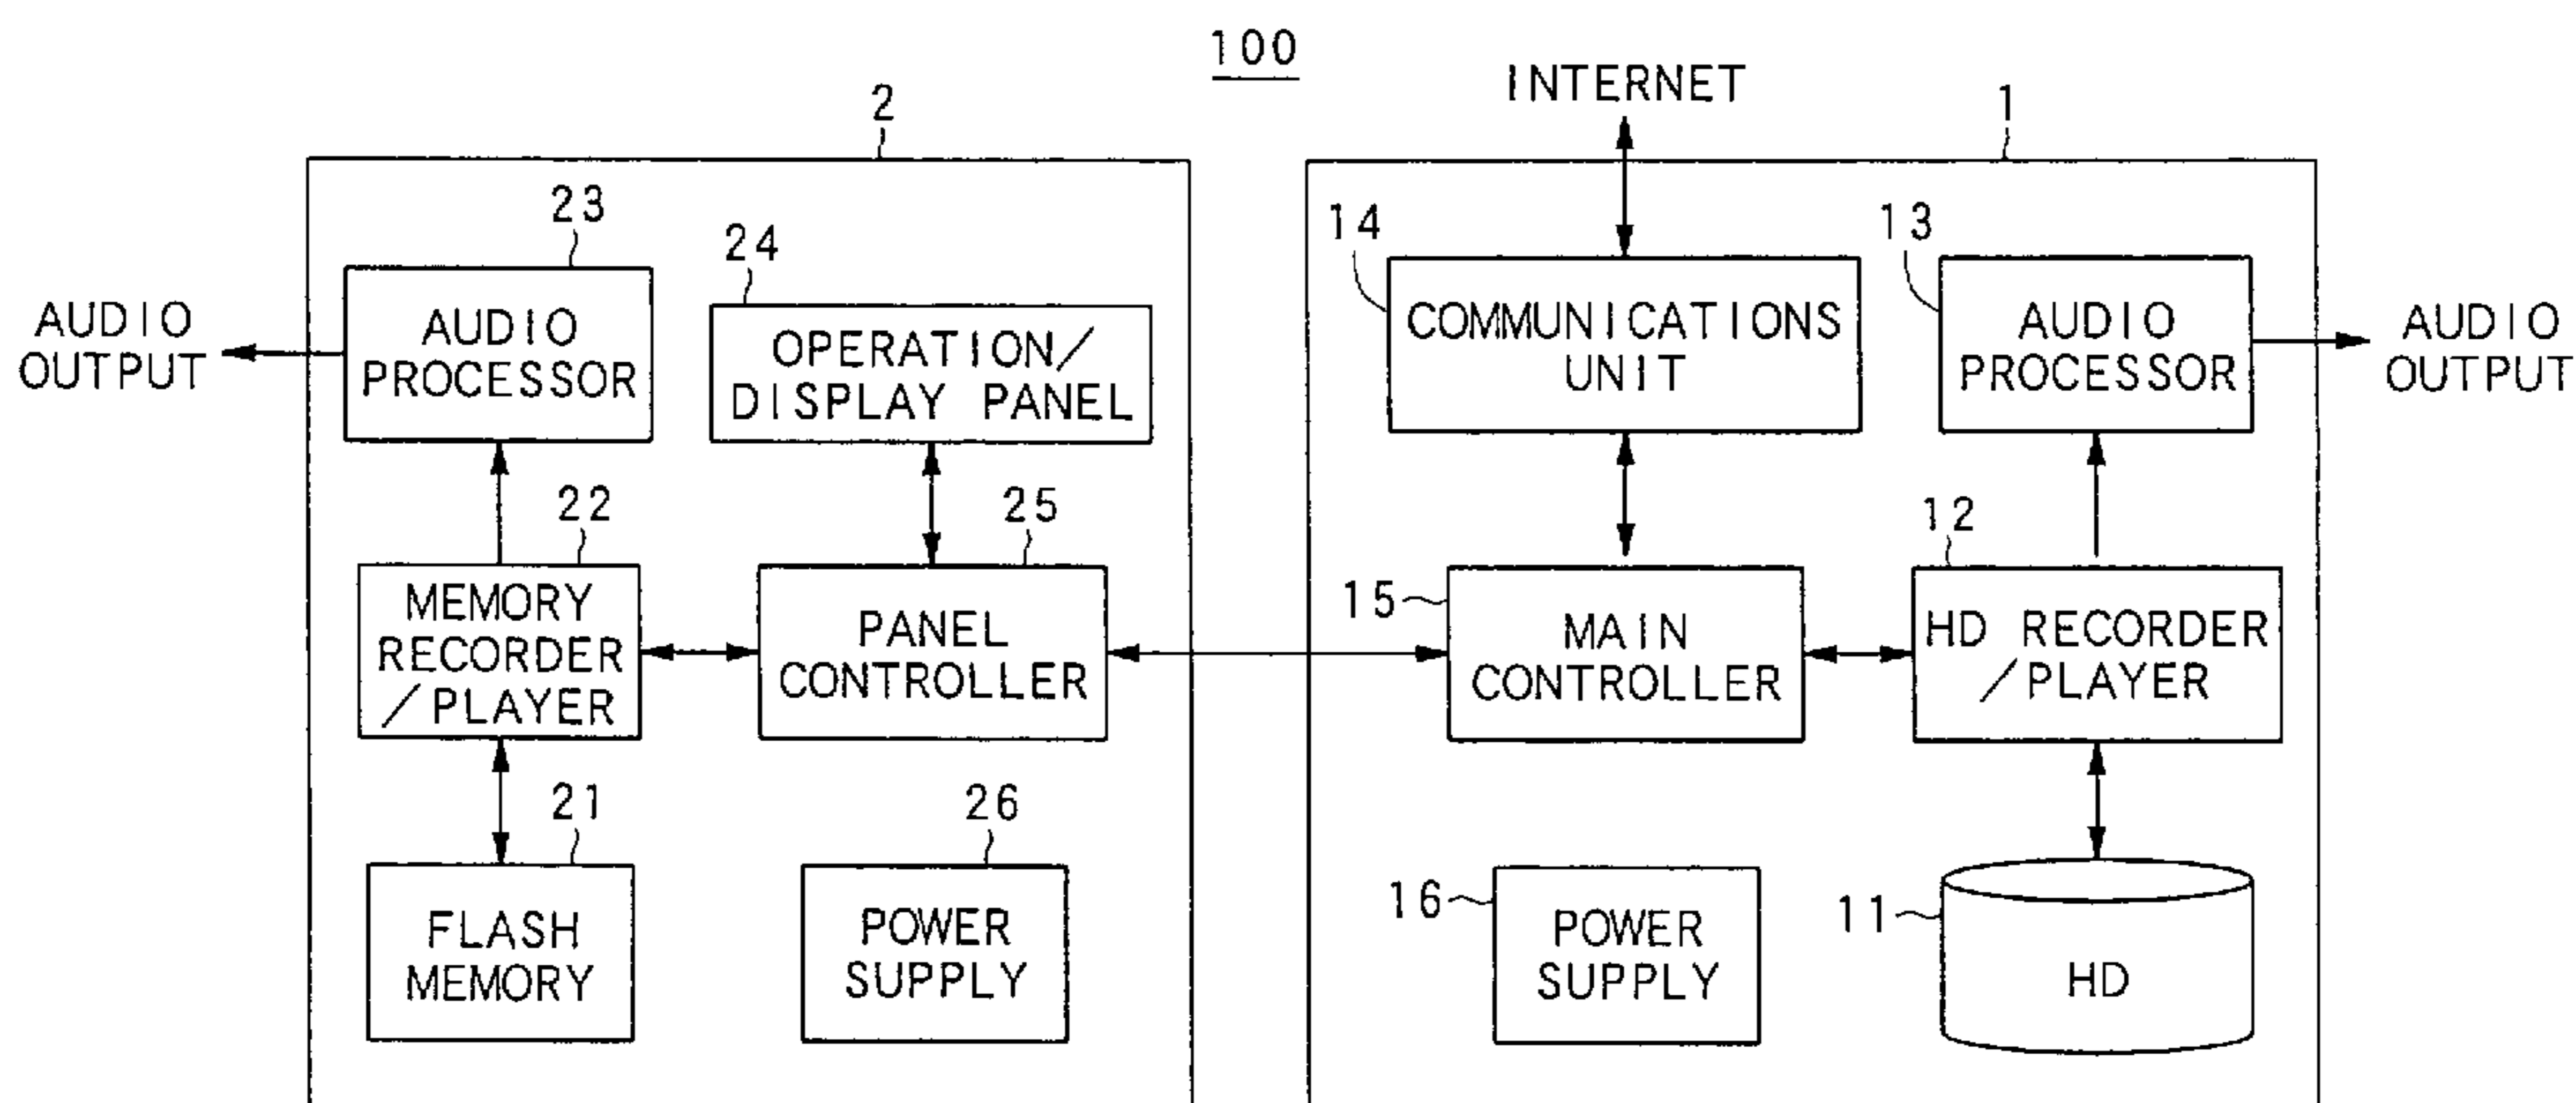 100
2
INTERNET
1
23
24
14
13
AUDIO
OUTPUT
AUDIO
PROCESSOR
OPERATION/
DISPLAY PANEL
COMMUNICATIONS
UNIT
AUDIO
PROCESSOR
AUDIO
OUTPUT
22
25
12
MEMORY
RECORDER
/PLAYER
PANEL
CONTROLLER
15
MAIN
CONTROLLER
HD RECORDER
/PLAYER
21
26
16
11
FLASH
MEMORY
POWER
SUPPLY
POWER
SUPPLY
HD